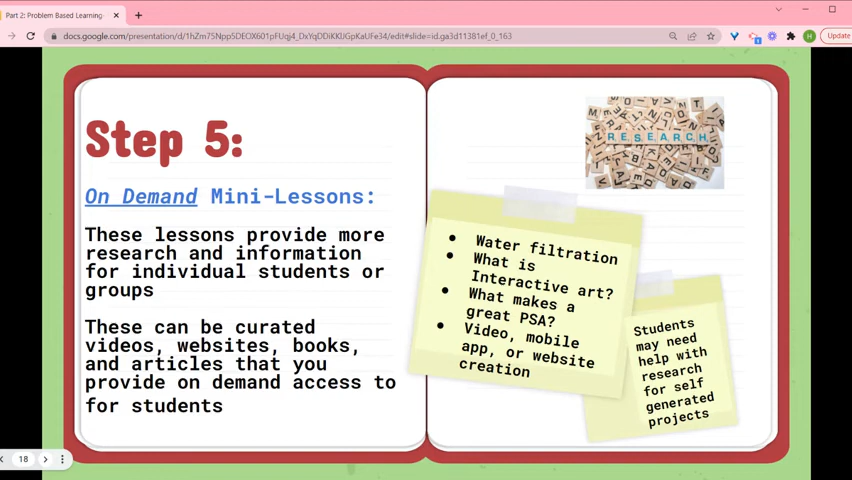 Part 2: Problem Based Learning
docs.google.com/presentation/d/1hZm75Npp5DEOX601pFUqj4_DxYqDDiKKUGpKaUFe34/edit#slide=id.ga3d11381ef_0_163
H
Update
Step 5:
On Demand Mini-Lessons:
These lessons provide more
research and information
for individual students or
groups
These can be curated
videos, websites, books,
and articles that you
provide on demand access to
for students
RESEARCH
Water filtration
What is
Interactive art?
What makes a
great PSA?
Video, mobile
app, or website
creation
Students
may need
help with
research
for self
generated
projects
18